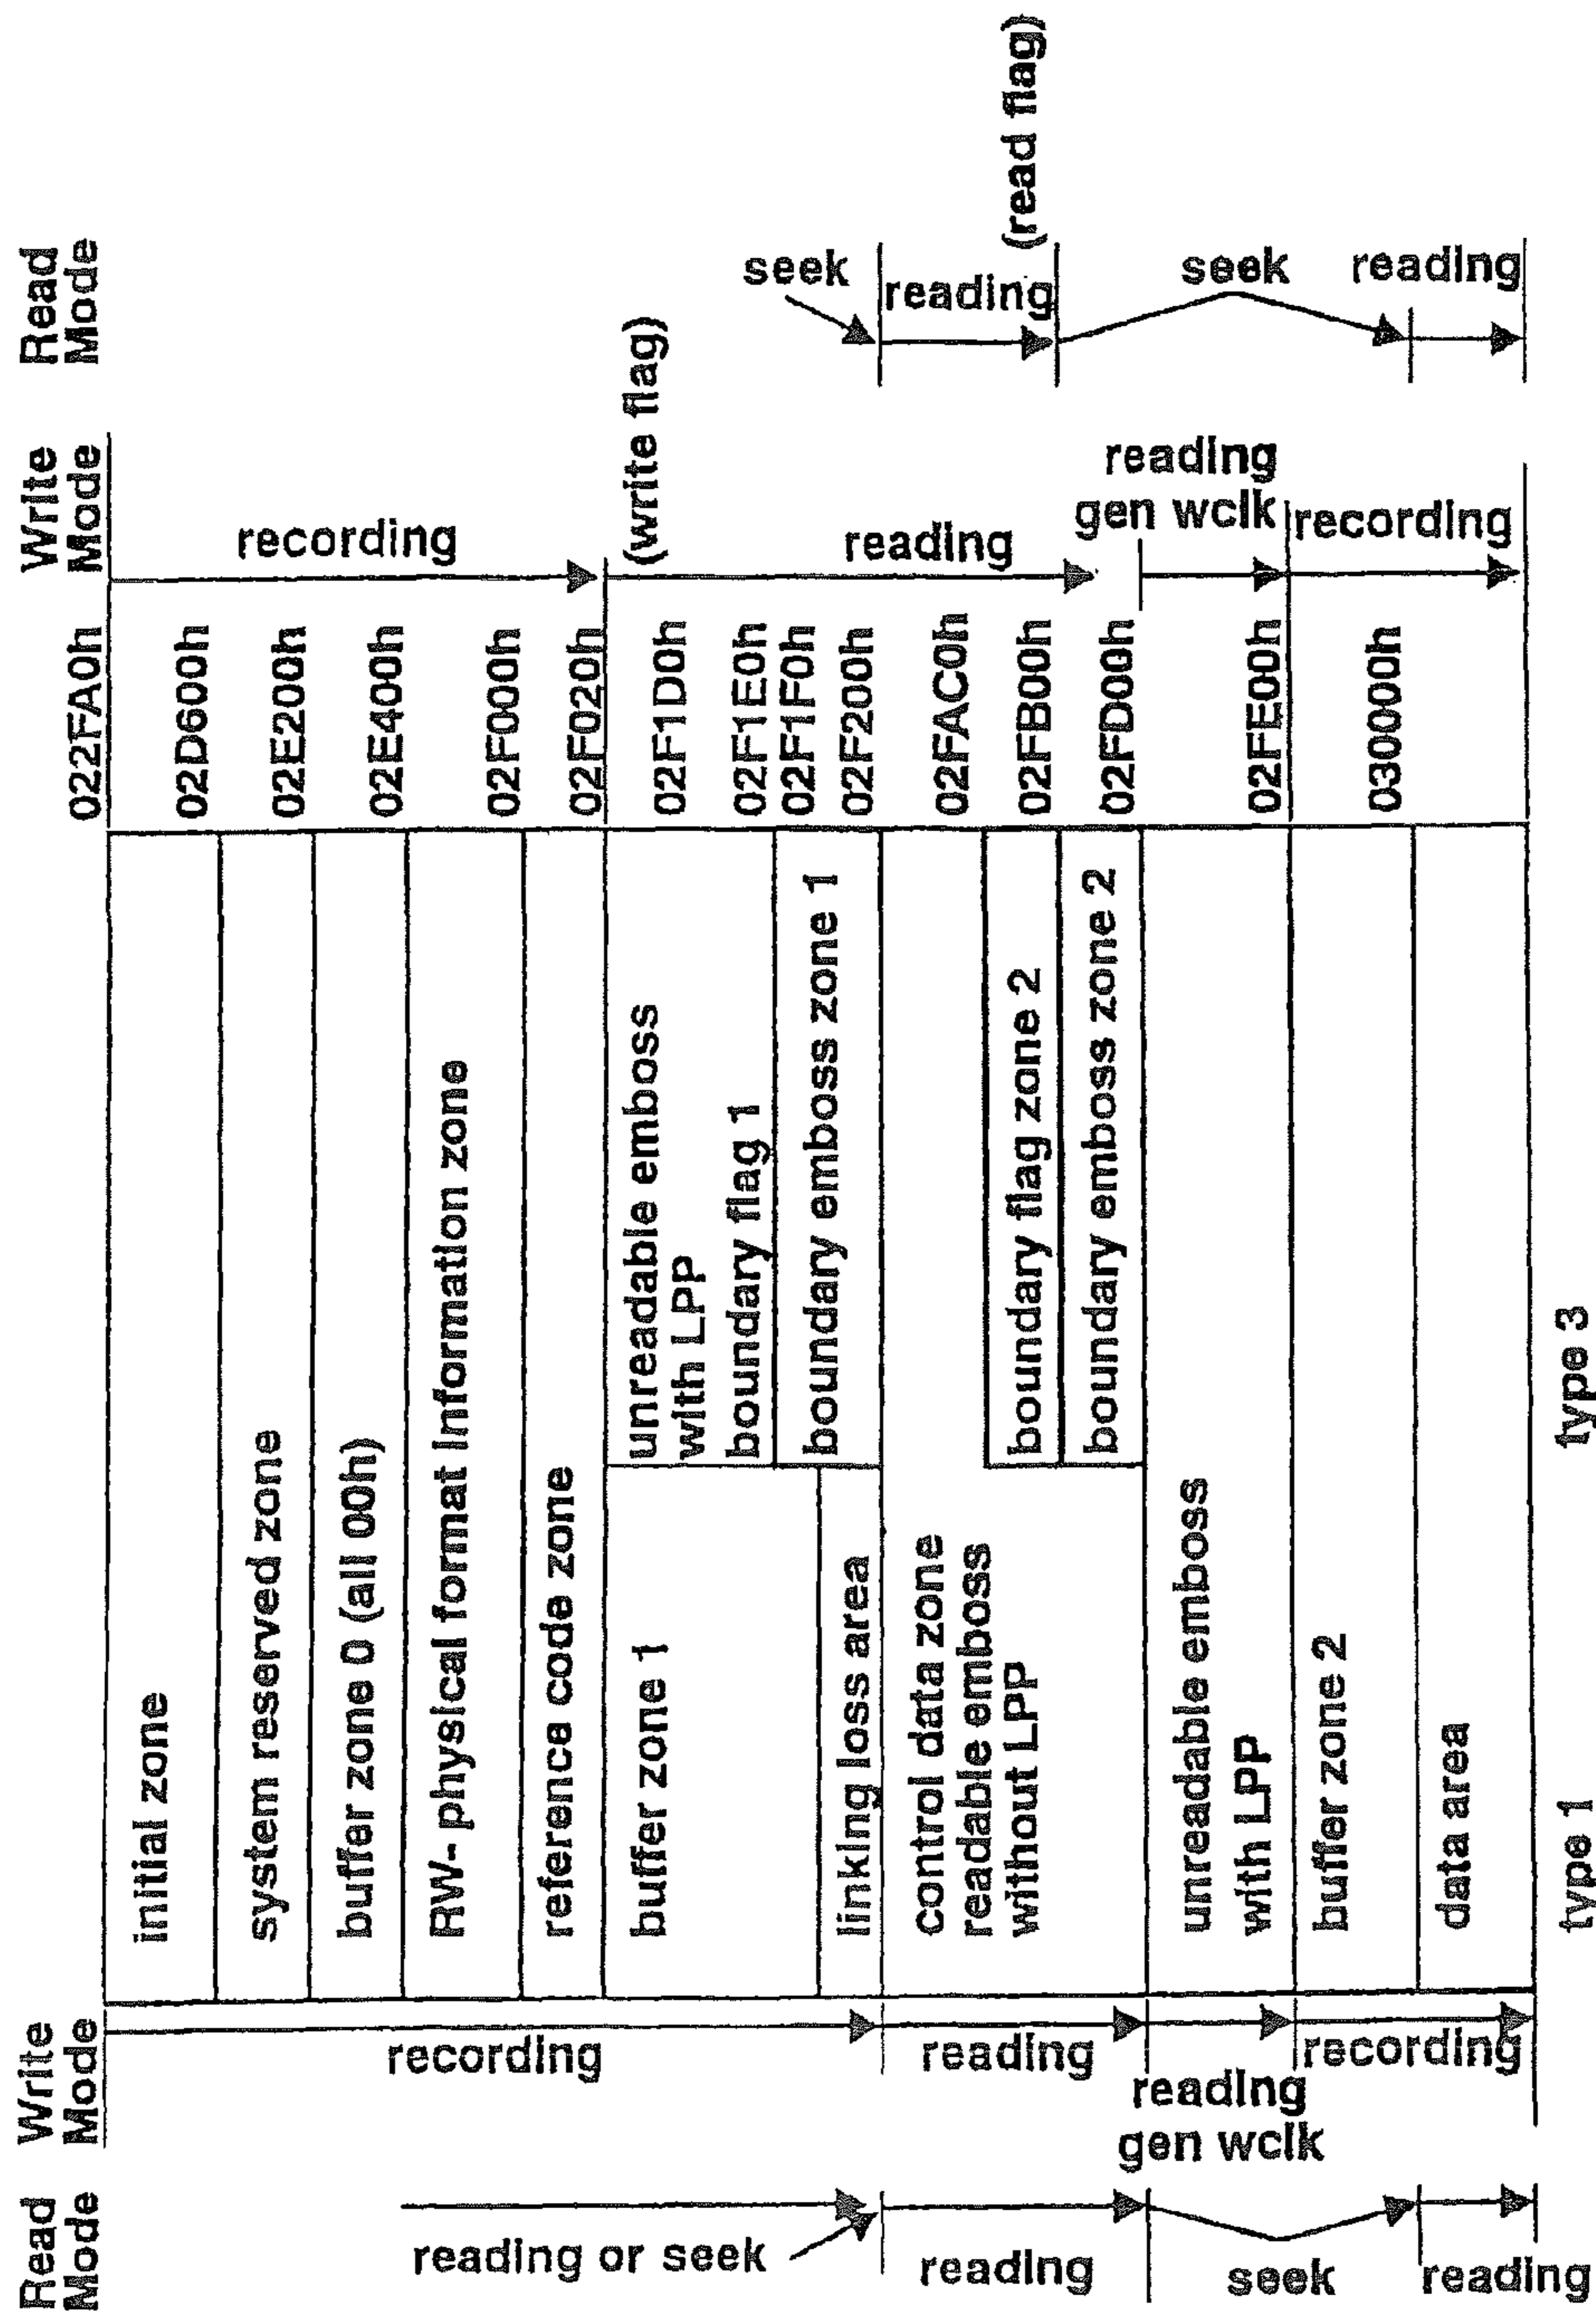 Read
Mode
Write
Mode
022FA0h
Write
Mode
Read
Mode
initial zone
02D600h
system reserved zone
02E200h
buffer zone 0 (all 00h)
02E400h
RW-physical format Information zone
02F000h
reference code zone
02F020h
recording
recording
(write flag)
buffer zone 1
unreadable emboss
with LPP
02F1D0h
boundary flag 1
02F1E0h
boundary emboss zone 1
02F1F0h
linking loss area
02F200h
reading or seek
seek
control data zone
readable emboss
without LPP
02FAC0h
boundary flag zone 2
02FB00h
boundary emboss zone 2
02FD00h
reading
reading
reading
reading
(read flag)
unreadable emboss
with LPP
02FE00h
reading
gen wclk
reading
gen wclk
seek
seek
buffer zone 2
030000h
data area
recording
recording
reading
reading
type 1
type 3